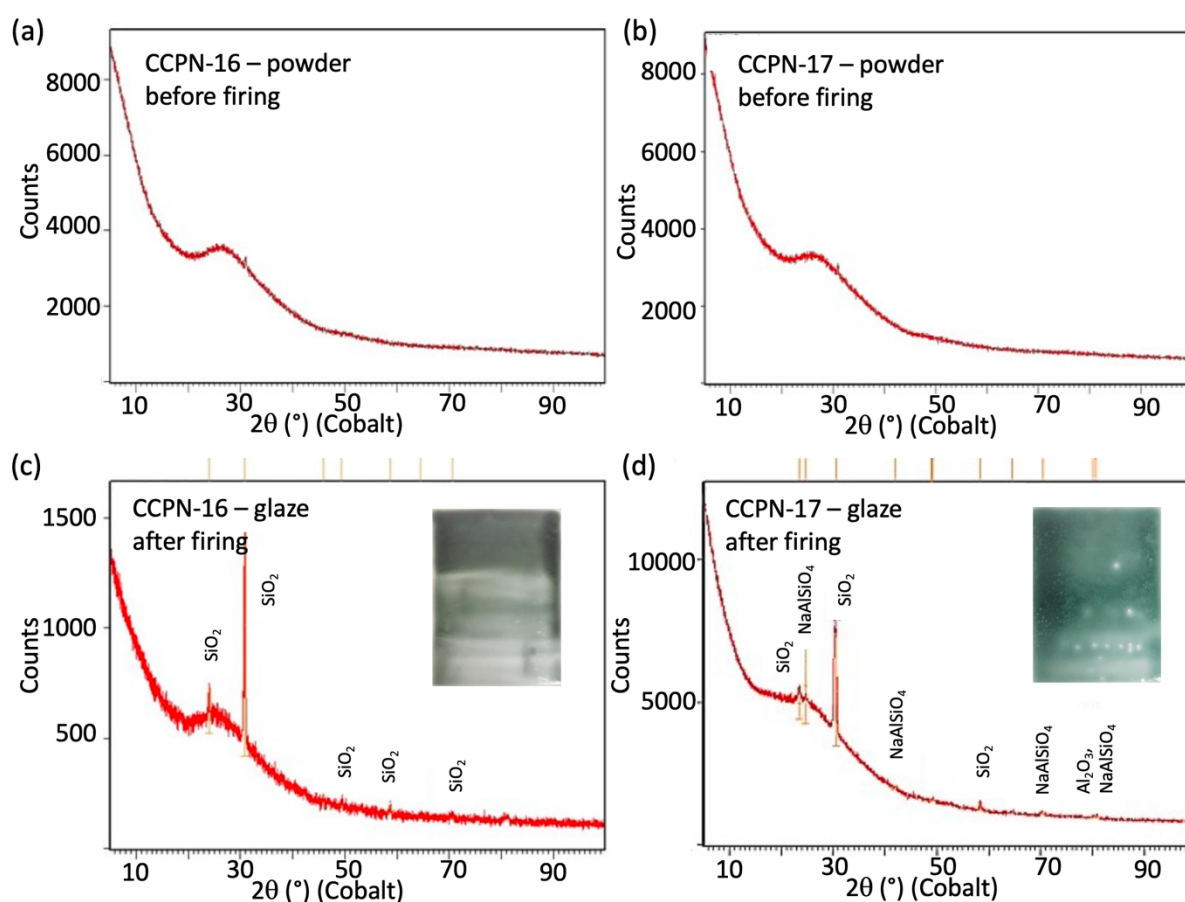 (a)
CCPN-16 – powder
before firing
8000
6000
4000
2000
Counts
10 30 50 70 90
2θ (°) (Cobalt)
(b)
CCPN-17 – powder
before firing
8000
6000
4000
2000
Counts
10 30 50 70 90
2θ (°) (Cobalt)
(c)
CCPN-16 – glaze
after firing
1500
1000
500
Counts
SiO₂
SiO₂
SiO₂
SiO₂
SiO₂
10 30 50 70 90
2θ (°) (Cobalt)
(d)
CCPN-17 – glaze
after firing
10000
5000
0
Counts
SiO₂
NaAlSiO₄
SiO₂
NaAlSiO₄
SiO₂
NaAlSiO₄
Al₂O₃,
NaAlSiO₄
10 30 50 70 90
2θ (°) (Cobalt)